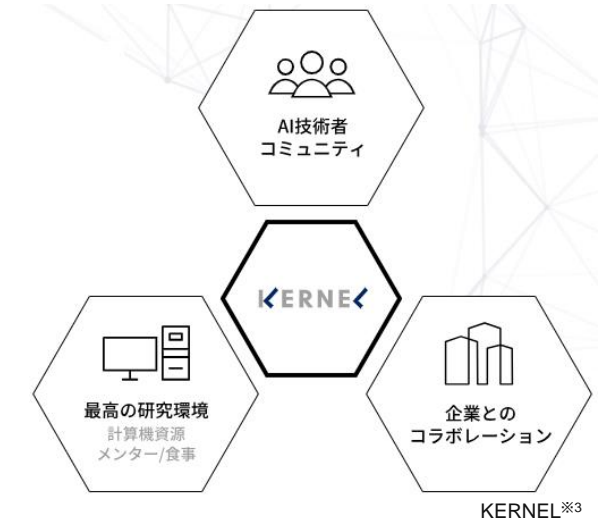 AI技術者
コミュニティ
KERNEL
最高の研究環境
計算機資源
メンター/食事
企業との
コラボレーション
KERNEL※3